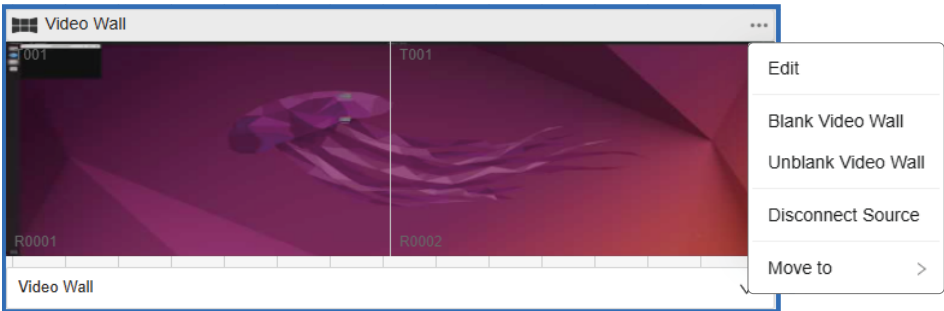 Video Wall
T001
T001
Edit
Blank Video Wall
Unblank Video Wall
Disconnect Source
R0001
R0002
Move to
Video Wall